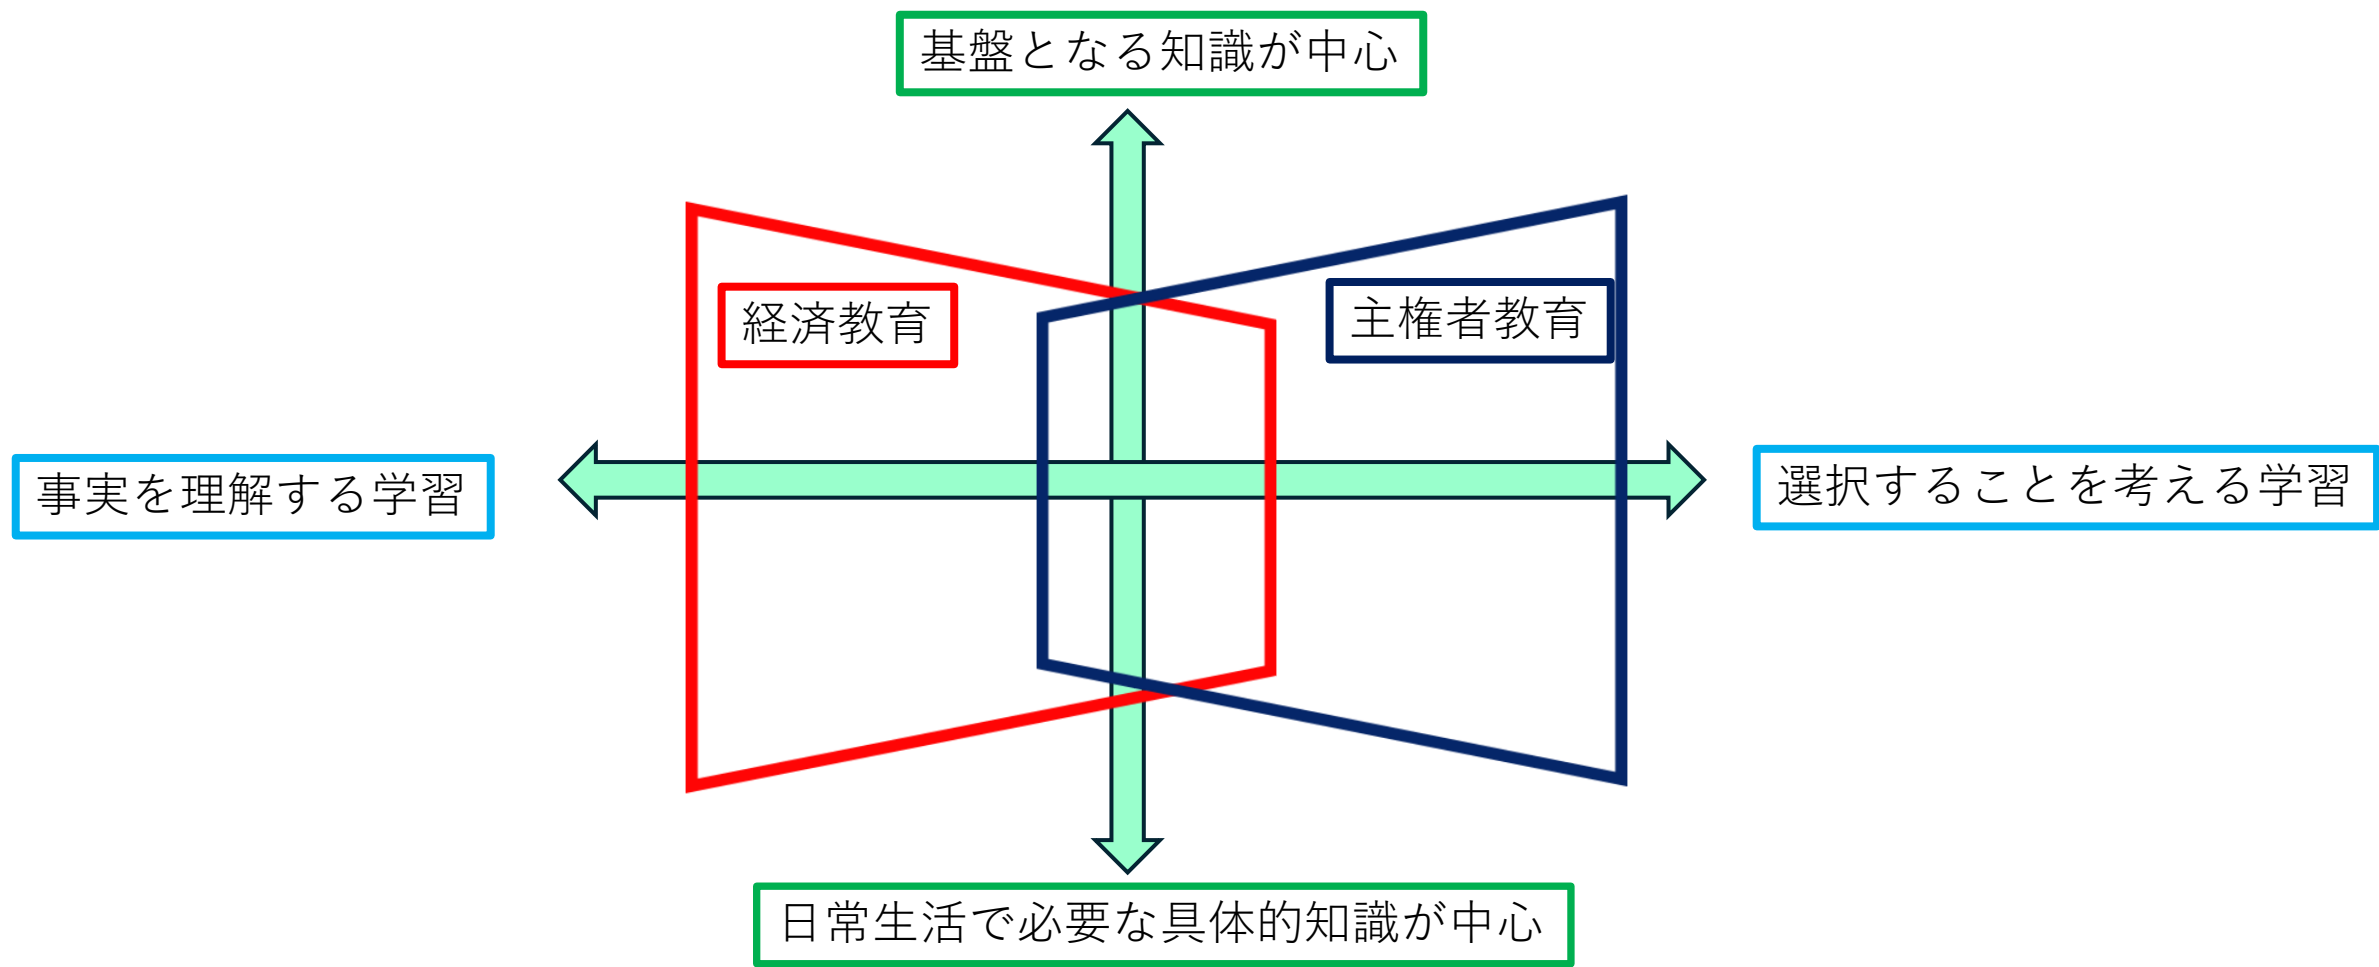 基盤となる知識が中心
経済教育
主権者教育
事実を理解する学習
選択することを考える学習
日常生活で必要な具体的知識が中心